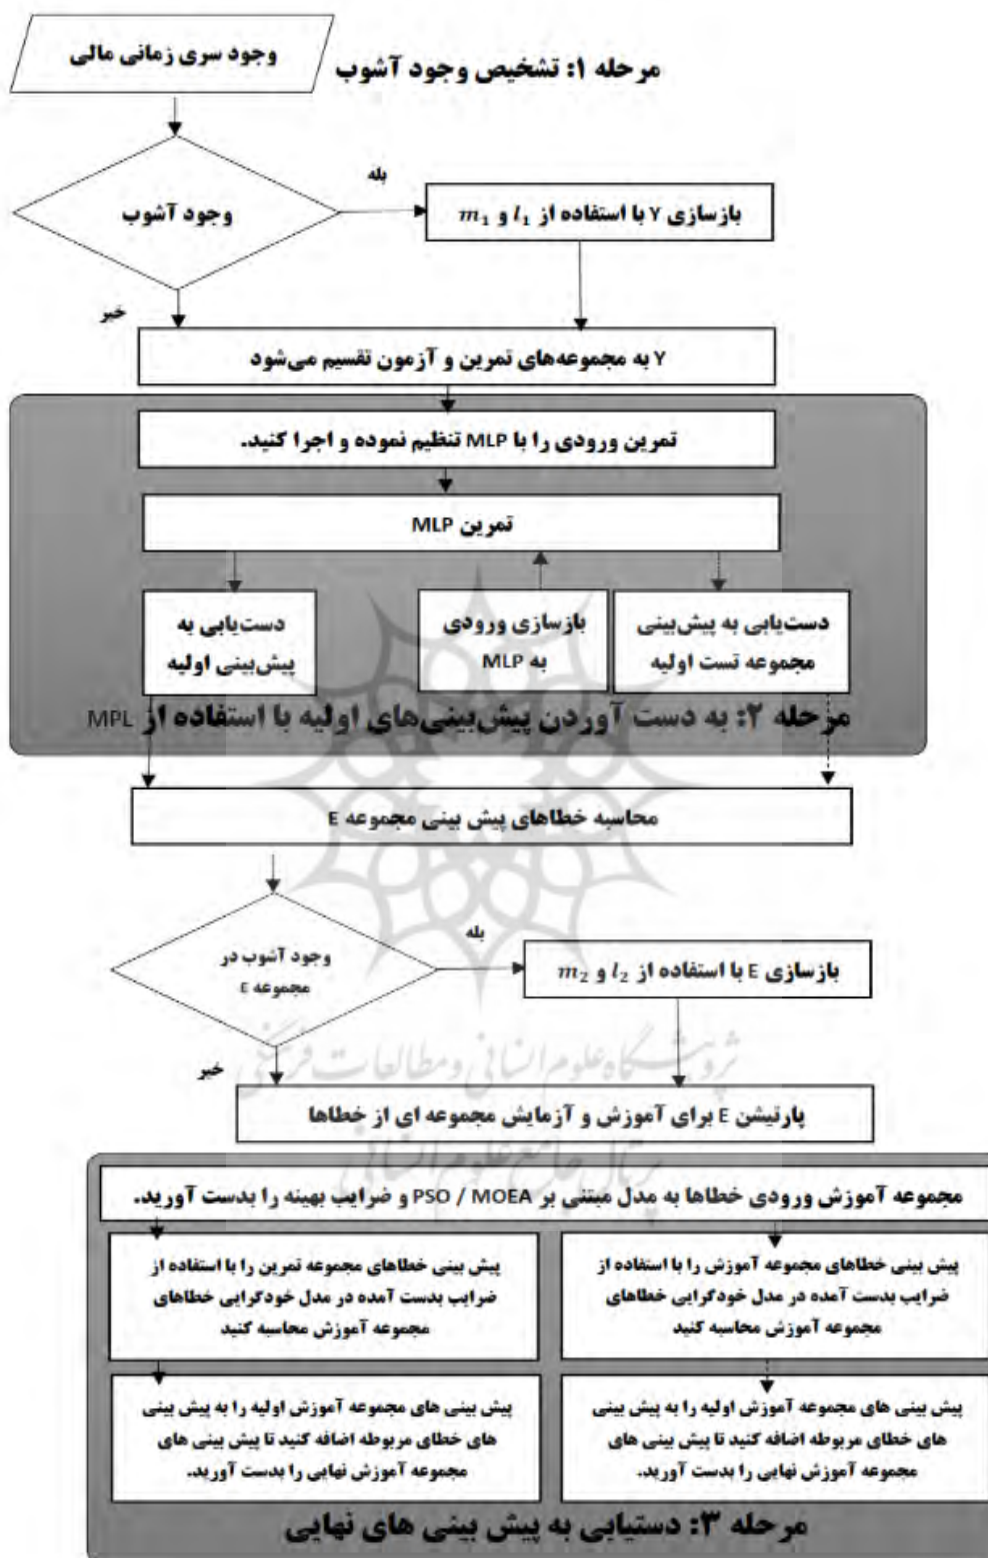 وجود سری زمانی مالی
مرحله ۱: تشخیص وجود آشوب
وجود آشوب
بله
بازسازی Y با استفاده از l₁ و m₁
خیر
Y به مجموعه‌های تمرین و آزمون تقسیم می‌شود
تمرین ورودی را با MLP تنظیم نموده و اجرا کنید.
تمرین MLP
دست‌یابی به پیش‌بینی
مجموعه تست اولیه
بازسازی ورودی
به MLP
دست‌یابی به
پیش‌بینی اولیه
مرحله ۲: به دست آوردن پیش‌بینی‌های اولیه با استفاده از MPL
محاسبه خطاهای پیش بینی مجموعه E
وجود آشوب در
مجموعه E
بله
بازسازی E با استفاده از l₂ و m₂
خیر
پژوهشگاه علوم انسانی و مطالعات فرهنگی
پارتیشن E برای آموزش و آزمایش مجموعه ای از خطاها
پرتال جامع علوم انسانی
مجموعه آموزش ورودی خطاها به مدل مبتنی بر PSO / MOEA و ضرایب بهینه را بدست آورید.
پیش بینی خطاهای مجموعه آموزش را با استفاده از
ضرایب بدست آمده در مدل خودگرایی خطاهای
مجموعه آموزش محاسبه کنید
پیش بینی خطاهای مجموعه تمرین را با استفاده از
ضرایب بدست آمده در مدل خودگرایی خطاهای
مجموعه آموزش محاسبه کنید
پیش بینی های مجموعه آموزش اولیه را به پیش بینی
های خطای مربوطه اضافه کنید تا پیش بینی های
مجموعه آموزش نهایی را بدست آورید.
پیش بینی های مجموعه آموزش اولیه را به پیش بینی
های خطای مربوطه اضافه کنید تا پیش بینی های
مجموعه آموزش نهایی را بدست آورید.
مرحله ۳: دستیابی به پیش بینی های نهایی